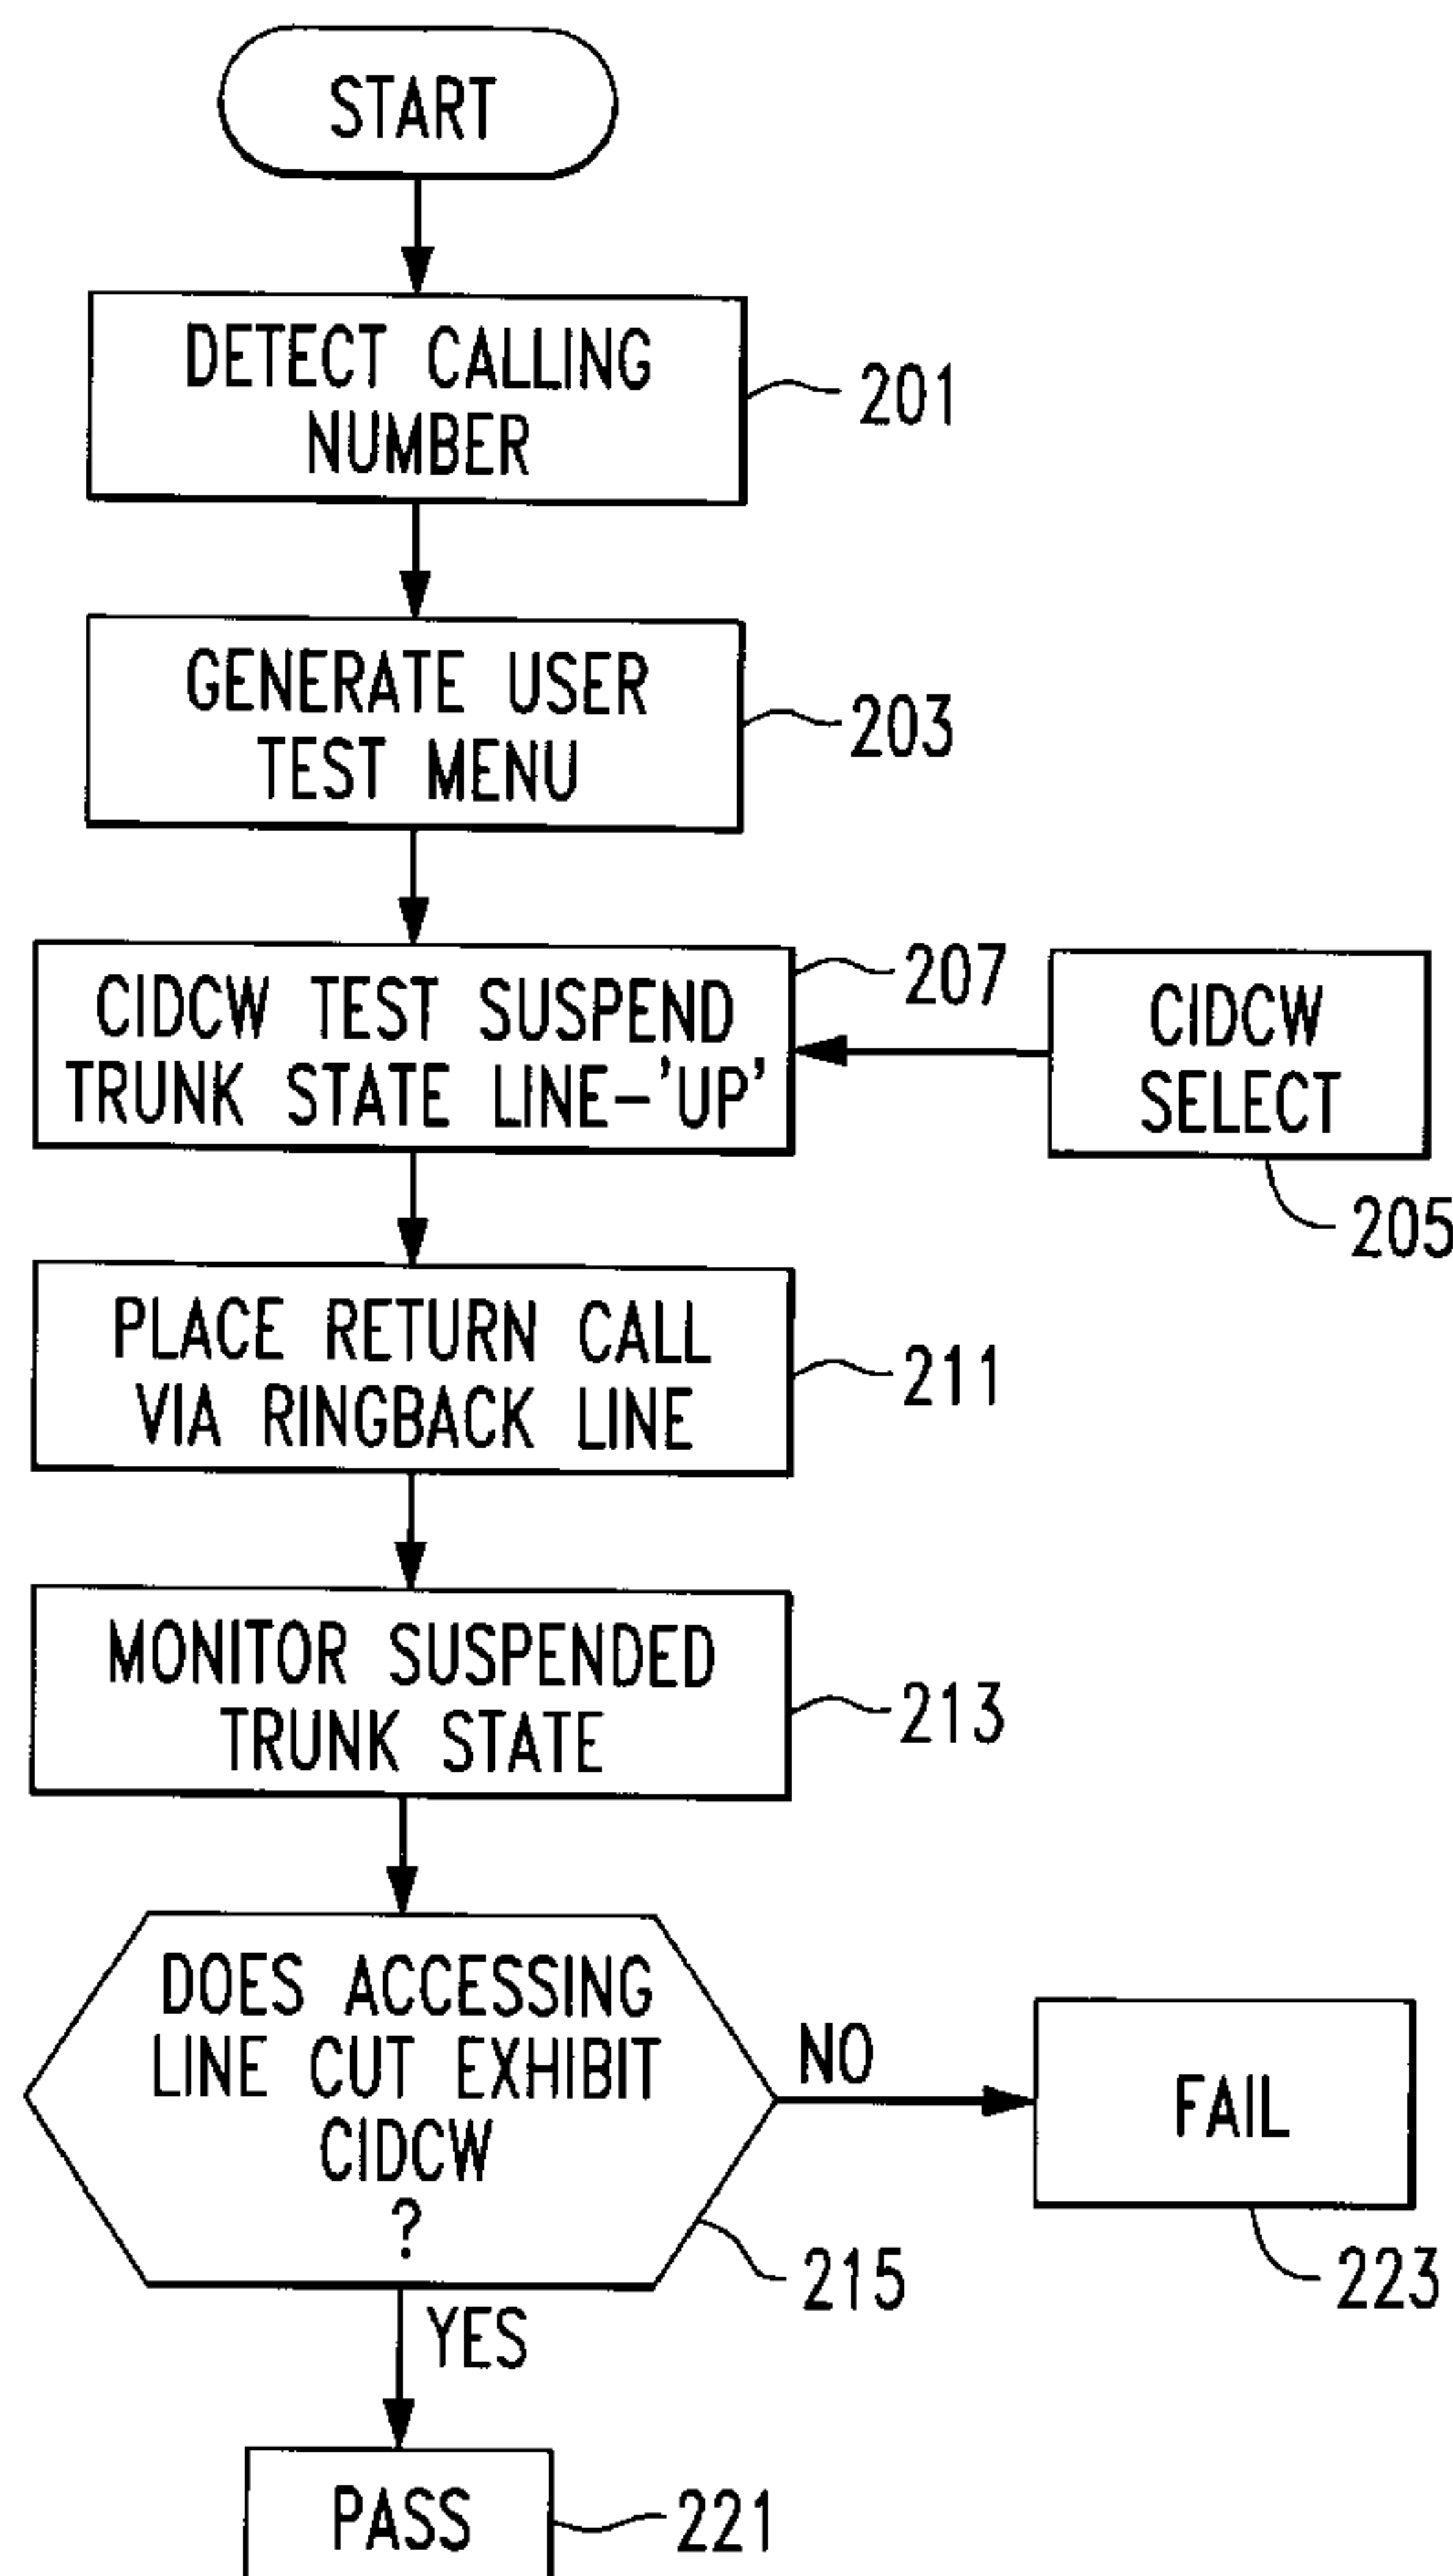 START
DETECT CALLING
NUMBER
201
GENERATE USER
TEST MENU
203
CIDCW TEST SUSPEND
TRUNK STATE LINE-'UP'
207
CIDCW
SELECT
205
PLACE RETURN CALL
VIA RINGBACK LINE
211
MONITOR SUSPENDED
TRUNK STATE
213
DOES ACCESSING
LINE CUT EXHIBIT
CIDCW
?
215
NO
FAIL
223
YES
PASS
221